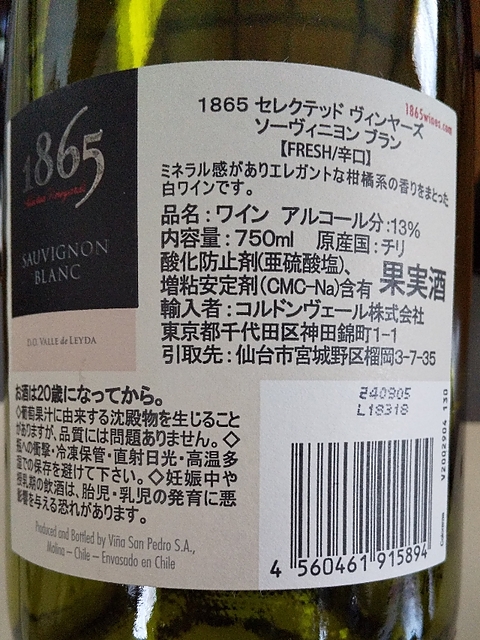 1865
Selected Vineyards
SAUVIGNON
BLANC
D.O. VALLE de LEYDA
1865wines.com
1865 セレクテッド ヴィンヤーズ
ソーヴィニヨン ブラン
【FRESH/辛口】
ミネラル感がありエレガントな柑橘系の香りをまとった
白ワインです。
品名:ワイン アルコール分:13%
内容量:750ml 原産国:チリ
酸化防止剤(亜硫酸塩)、
増粘安定剤(CMC-Na)含有 果実酒
輸入者:コルドンヴェール株式会社
東京都千代田区神田錦町1-1
引取先:仙台市宮城野区榴岡3-7-35
お酒は20歳になってから。
◇葡萄果汁に由来する沈殿物を生じること
がありますが、品質には問題ありません。◇
瓶への衝撃・冷凍保管・直射日光・高温多
湿での保存を避けて下さい。◇妊娠中や
授乳期の飲酒は、胎児・乳児の発育に悪
影響を与える恐れがあります。
Produced and Bottled by Viña San Pedro S.A.,
Molina – Chile – Envasado en Chile
240905
L18318
V2002904 130
4 560461 915894